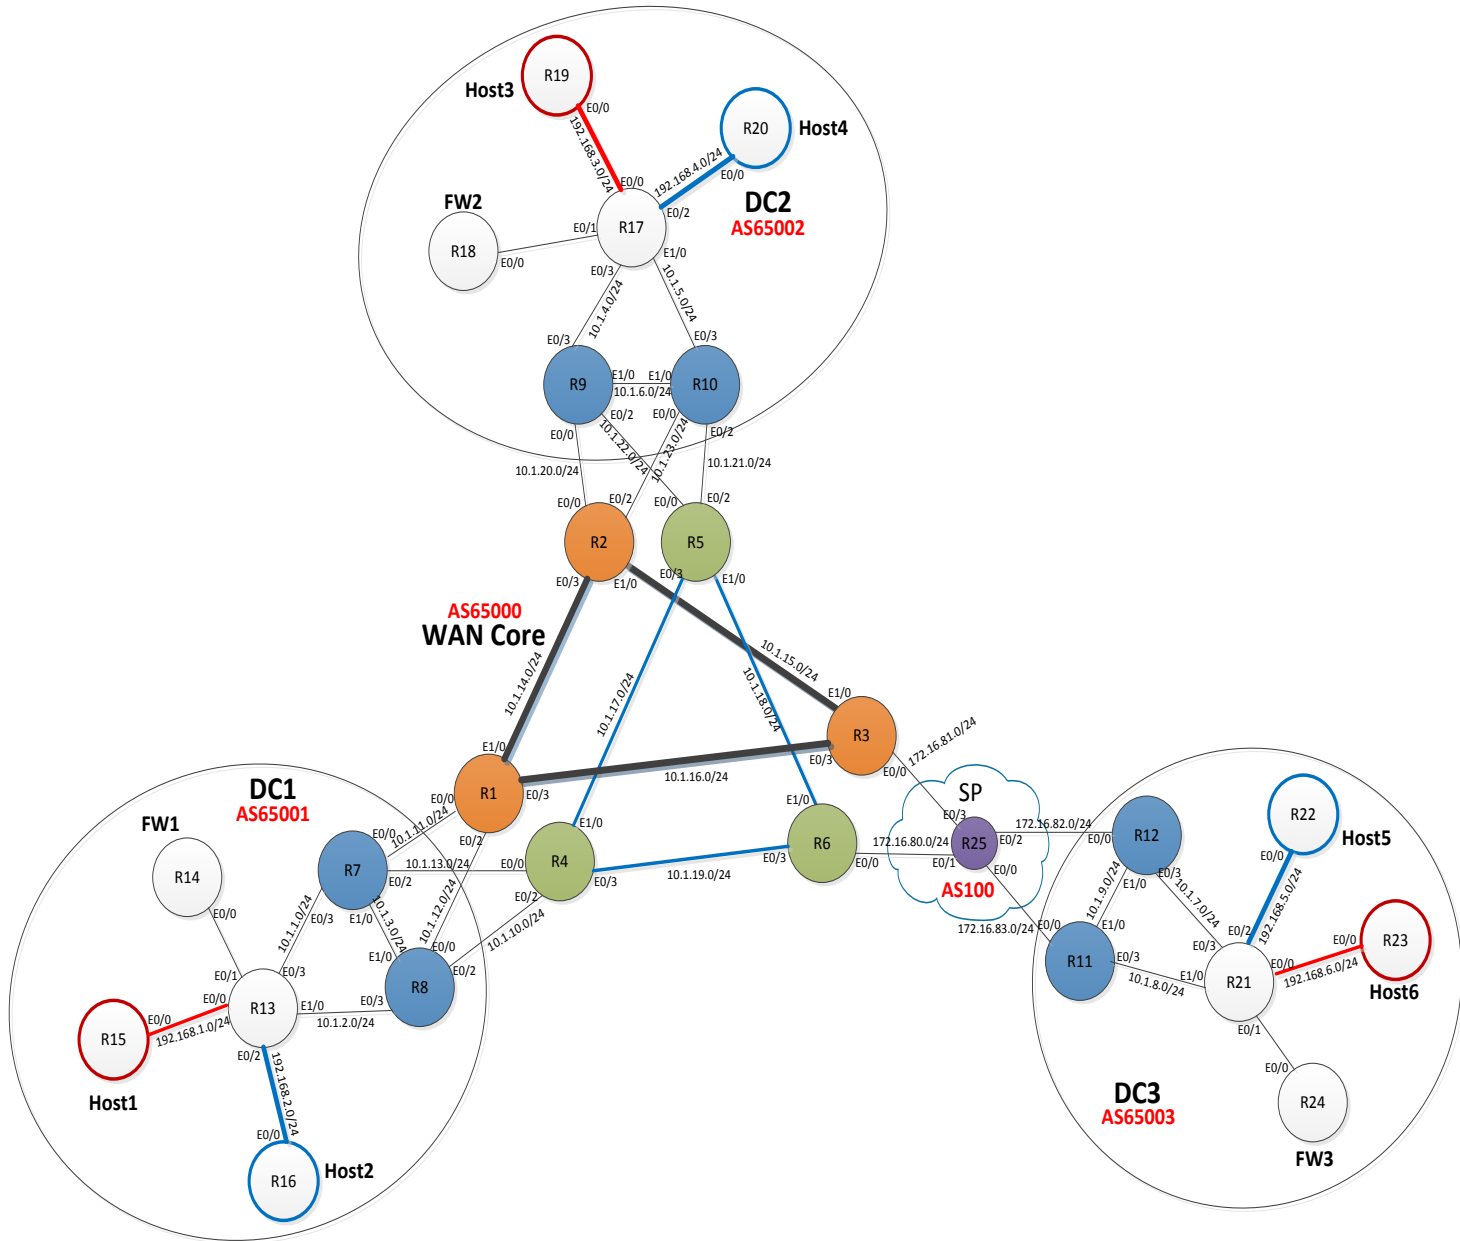 R19
Host3
E0/0
192.168.3.0/24
R20
Host4
192.168.4.0/24
E0/0
E0/0
DC2
AS65002
FW2
R18
E0/0
E0/1
R17
E0/2
E1/0
E0/3
10.1.4.0/24
10.1.5.0/24
E0/3
E0/3
R9
E1/0
E1/0
10.1.6.0/24
R10
E0/2
E0/0
E0/0
E0/2
10.1.22.0/24
10.1.23.0/24
10.1.20.0/24
10.1.21.0/24
E0/0
E0/2
E0/0
E0/2
R2
R5
E0/3
E1/0
E0/3
E1/0
AS65000
WAN Core
10.1.14.0/24
10.1.17.0/24
10.1.15.0/24
10.1.18.0/24
E1/0
R3
E0/3
E0/0
172.16.81.0/24
E1/0
R1
E0/3
10.1.16.0/24
E0/0
E0/2
DC1
AS65001
FW1
R14
E0/0
E0/0
10.1.11.0/24
R7
10.1.13.0/24
E0/2
E0/0
E1/0
R4
E0/3
E0/2
10.1.19.0/24
E1/0
R6
E0/3
E0/0
172.16.80.0/24
SP
E0/3
R25
E0/2
E0/1
E0/0
AS100
172.16.82.0/24
172.16.83.0/24
E0/0
R12
E0/3
E1/0
10.1.9.0/24
10.1.7.0/24
R22
Host5
E0/0
192.168.5.0/24
E0/0
E1/0
E0/3
R11
10.1.8.0/24
E0/3
E0/2
E1/0
E0/0
R21
E0/1
192.168.6.0/24
E0/0
R23
Host6
E0/0
R24
FW3
DC3
AS65003
10.1.1.0/24
E0/3
E1/0
10.1.3.0/24
10.1.12.0/24
10.1.10.0/24
E1/0
E0/0
E0/2
R8
E0/3
10.1.2.0/24
E0/1
E0/3
E1/0
R13
E0/0
E0/2
E0/0
192.168.1.0/24
R15
Host1
192.168.2.0/24
E0/0
R16
Host2